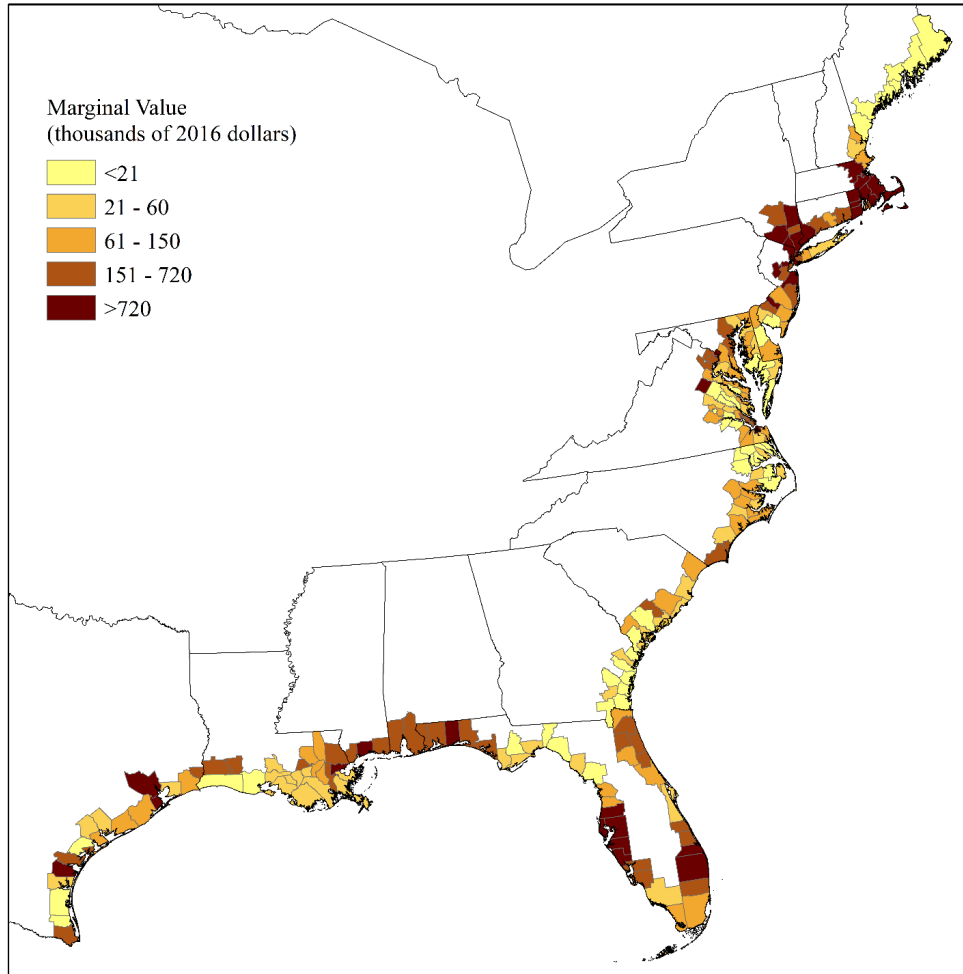 Marginal Value
(thousands of 2016 dollars)
<21
21 - 60
61 - 150
151 - 720
>720